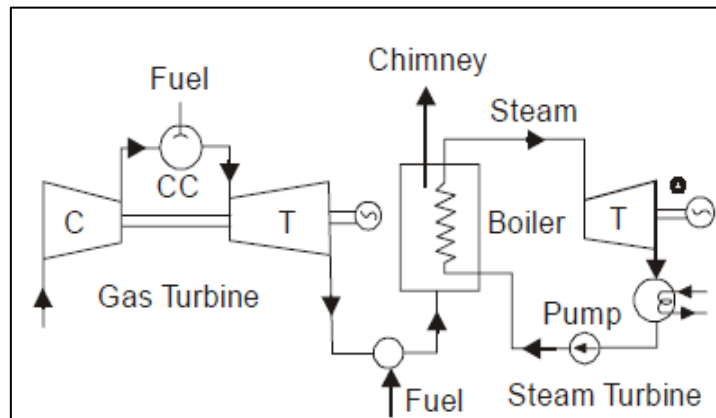 Chimney
Fuel
Steam
CC
C
T
Boiler
T
Gas Turbine
Pump
Fuel
Steam Turbine